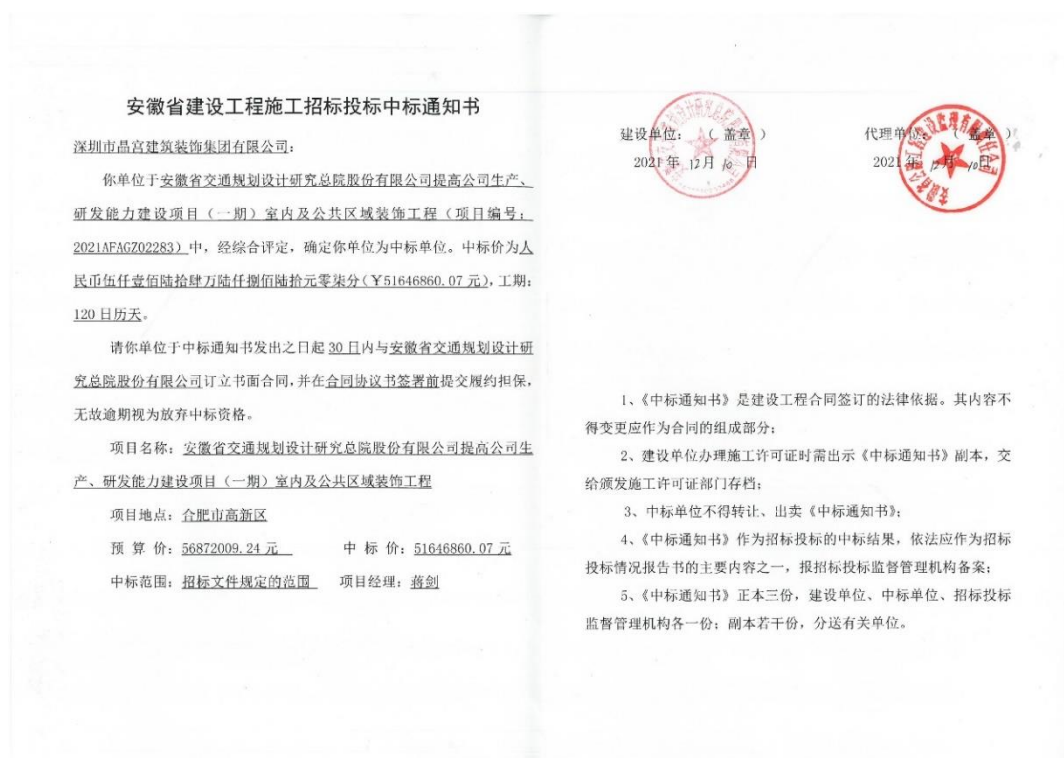 安徽省建设工程施工招标投标中标通知书
深圳市晶宫建筑装饰集团有限公司：
你单位于安徽省交通规划设计研究总院股份有限公司提高公司生产、
研发能力建设项目（一期）室内及公共区域装饰工程（项目编号：
2021AFAGZ02283）中，经综合评定，确定你单位为中标单位。中标价为人
民币伍仟壹佰陆拾肆万陆仟捌佰陆拾元零柒分（¥51646860.07 元），工期：
120 日历天。
请你单位于中标通知书发出之日起 30 日内与安徽省交通规划设计研
究总院股份有限公司订立书面合同，并在合同协议书签署前提交履约担保，
无故逾期视为放弃中标资格。
项目名称：安徽省交通规划设计研究总院股份有限公司提高公司生
产、研发能力建设项目（一期）室内及公共区域装饰工程
项目地点：合肥市高新区
预 算 价：56872009.24 元 中 标 价：51646860.07 元
中标范围：招标文件规定的范围 项目经理：蒋剑
建设单位：（ 盖章 ） 代理单位：（ 盖章 ）
2021 年 12 月 10 日 2021 年 12 月 10 日
1、《中标通知书》是建设工程合同签订的法律依据。其内容不
得变更应作为合同的组成部分；
2、建设单位办理施工许可证时需出示《中标通知书》副本，交
给颁发施工许可证部门存档；
3、中标单位不得转让、出卖《中标通知书》；
4、《中标通知书》作为招标投标的中标结果，依法应作为招标
投标情况报告书的主要内容之一，报招标投标监督管理机构备案；
5、《中标通知书》正本三份，建设单位、中标单位、招标投标
监督管理机构各一份；副本若干份，分送有关单位。